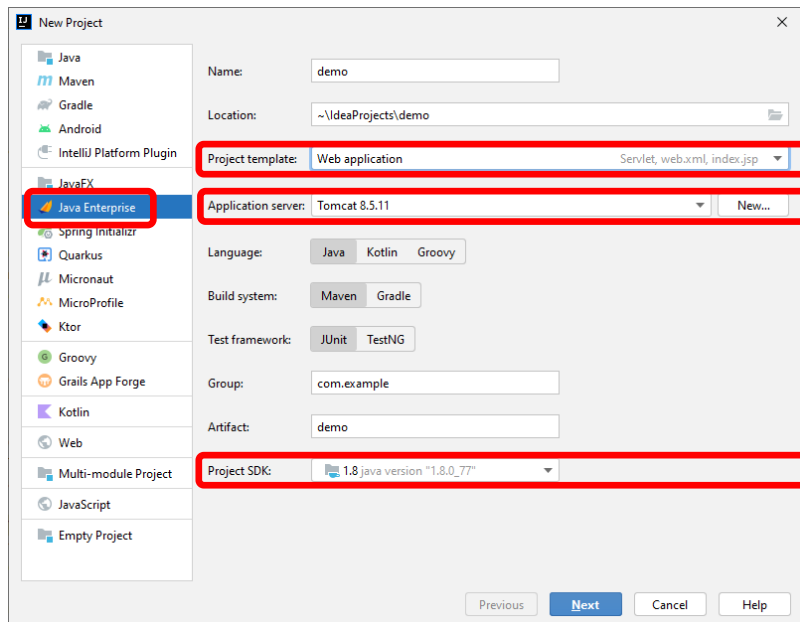 New Project
Java
Maven
Gradle
Android
IntelliJ Platform Plugin
JavaFX
Java Enterprise
Spring Initializr
Quarkus
Micronaut
MicroProfile
Ktor
Groovy
Grails App Forge
Kotlin
Web
Multi-module Project
JavaScript
Empty Project
Name: demo
Location: ~\IdeaProjects\demo
Project template: Web application Servlet, web.xml, index.jsp
Application server: Tomcat 8.5.11 New...
Language: Java Kotlin Groovy
Build system: Maven Gradle
Test framework: JUnit TestNG
Group: com.example
Artifact: demo
Project SDK: 1.8 java version "1.8.0_77"
Previous Next Cancel Help